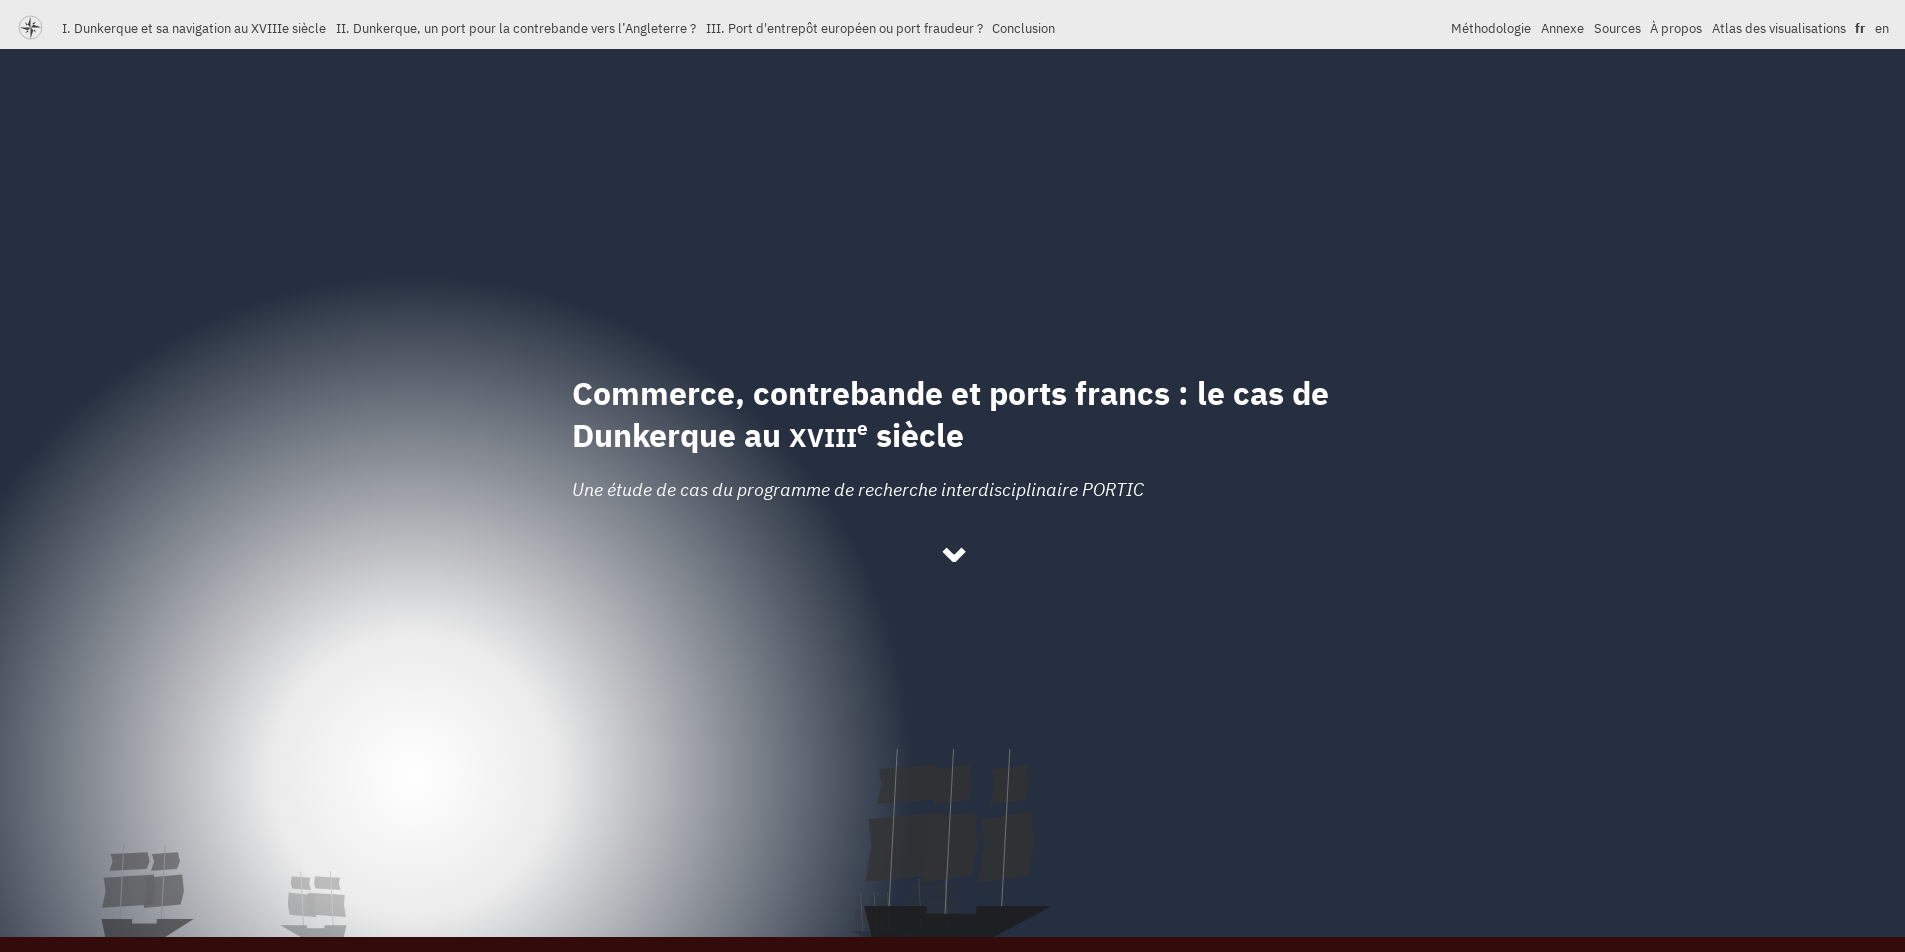 I. Dunkerque et sa navigation au XVIIIe siècle II. Dunkerque, un port pour la contrebande vers l’Angleterre ? III. Port d'entrepôt européen ou port fraudeur ? Conclusion Méthodologie Annexe Sources À propos Atlas des visualisations fr en
Commerce, contrebande et ports francs : le cas de
Dunkerque au XVIIIe siècle
Une étude de cas du programme de recherche interdisciplinaire PORTIC